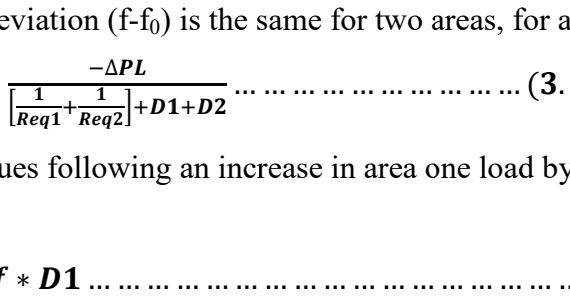 eviation (f-f₀) is the same for two areas, for a
−ΔPL
[1/Req1 + 1/Req2] + D1 + D2 … … … … … … … … … … (3.
ues following an increase in area one load by
f ∗ D1 … … … … … … … … … … … … … … … … ..